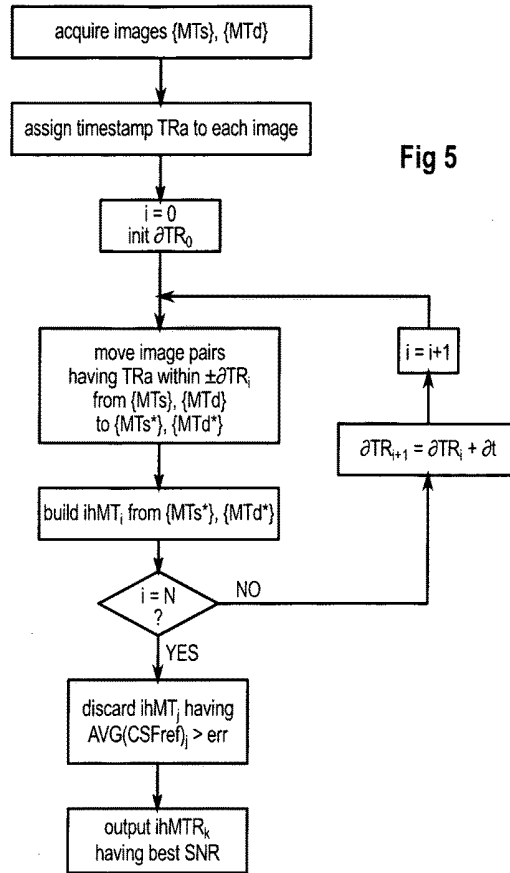 acquire images {MTs}, {MTd}
assign timestamp TRa to each image
Fig 5
i = 0
init ∂TR₀
move image pairs
having TRa within ±∂TRᵢ
from {MTs}, {MTd}
to {MTs*}, {MTd*}
i = i+1
∂TRᵢ₊₁ = ∂TRᵢ + ∂t
build ihMTᵢ from {MTs*}, {MTd*}
i = N
?
NO
YES
discard ihMTⱼ having
AVG(CSFref)ⱼ > err
output ihMTRₖ
having best SNR